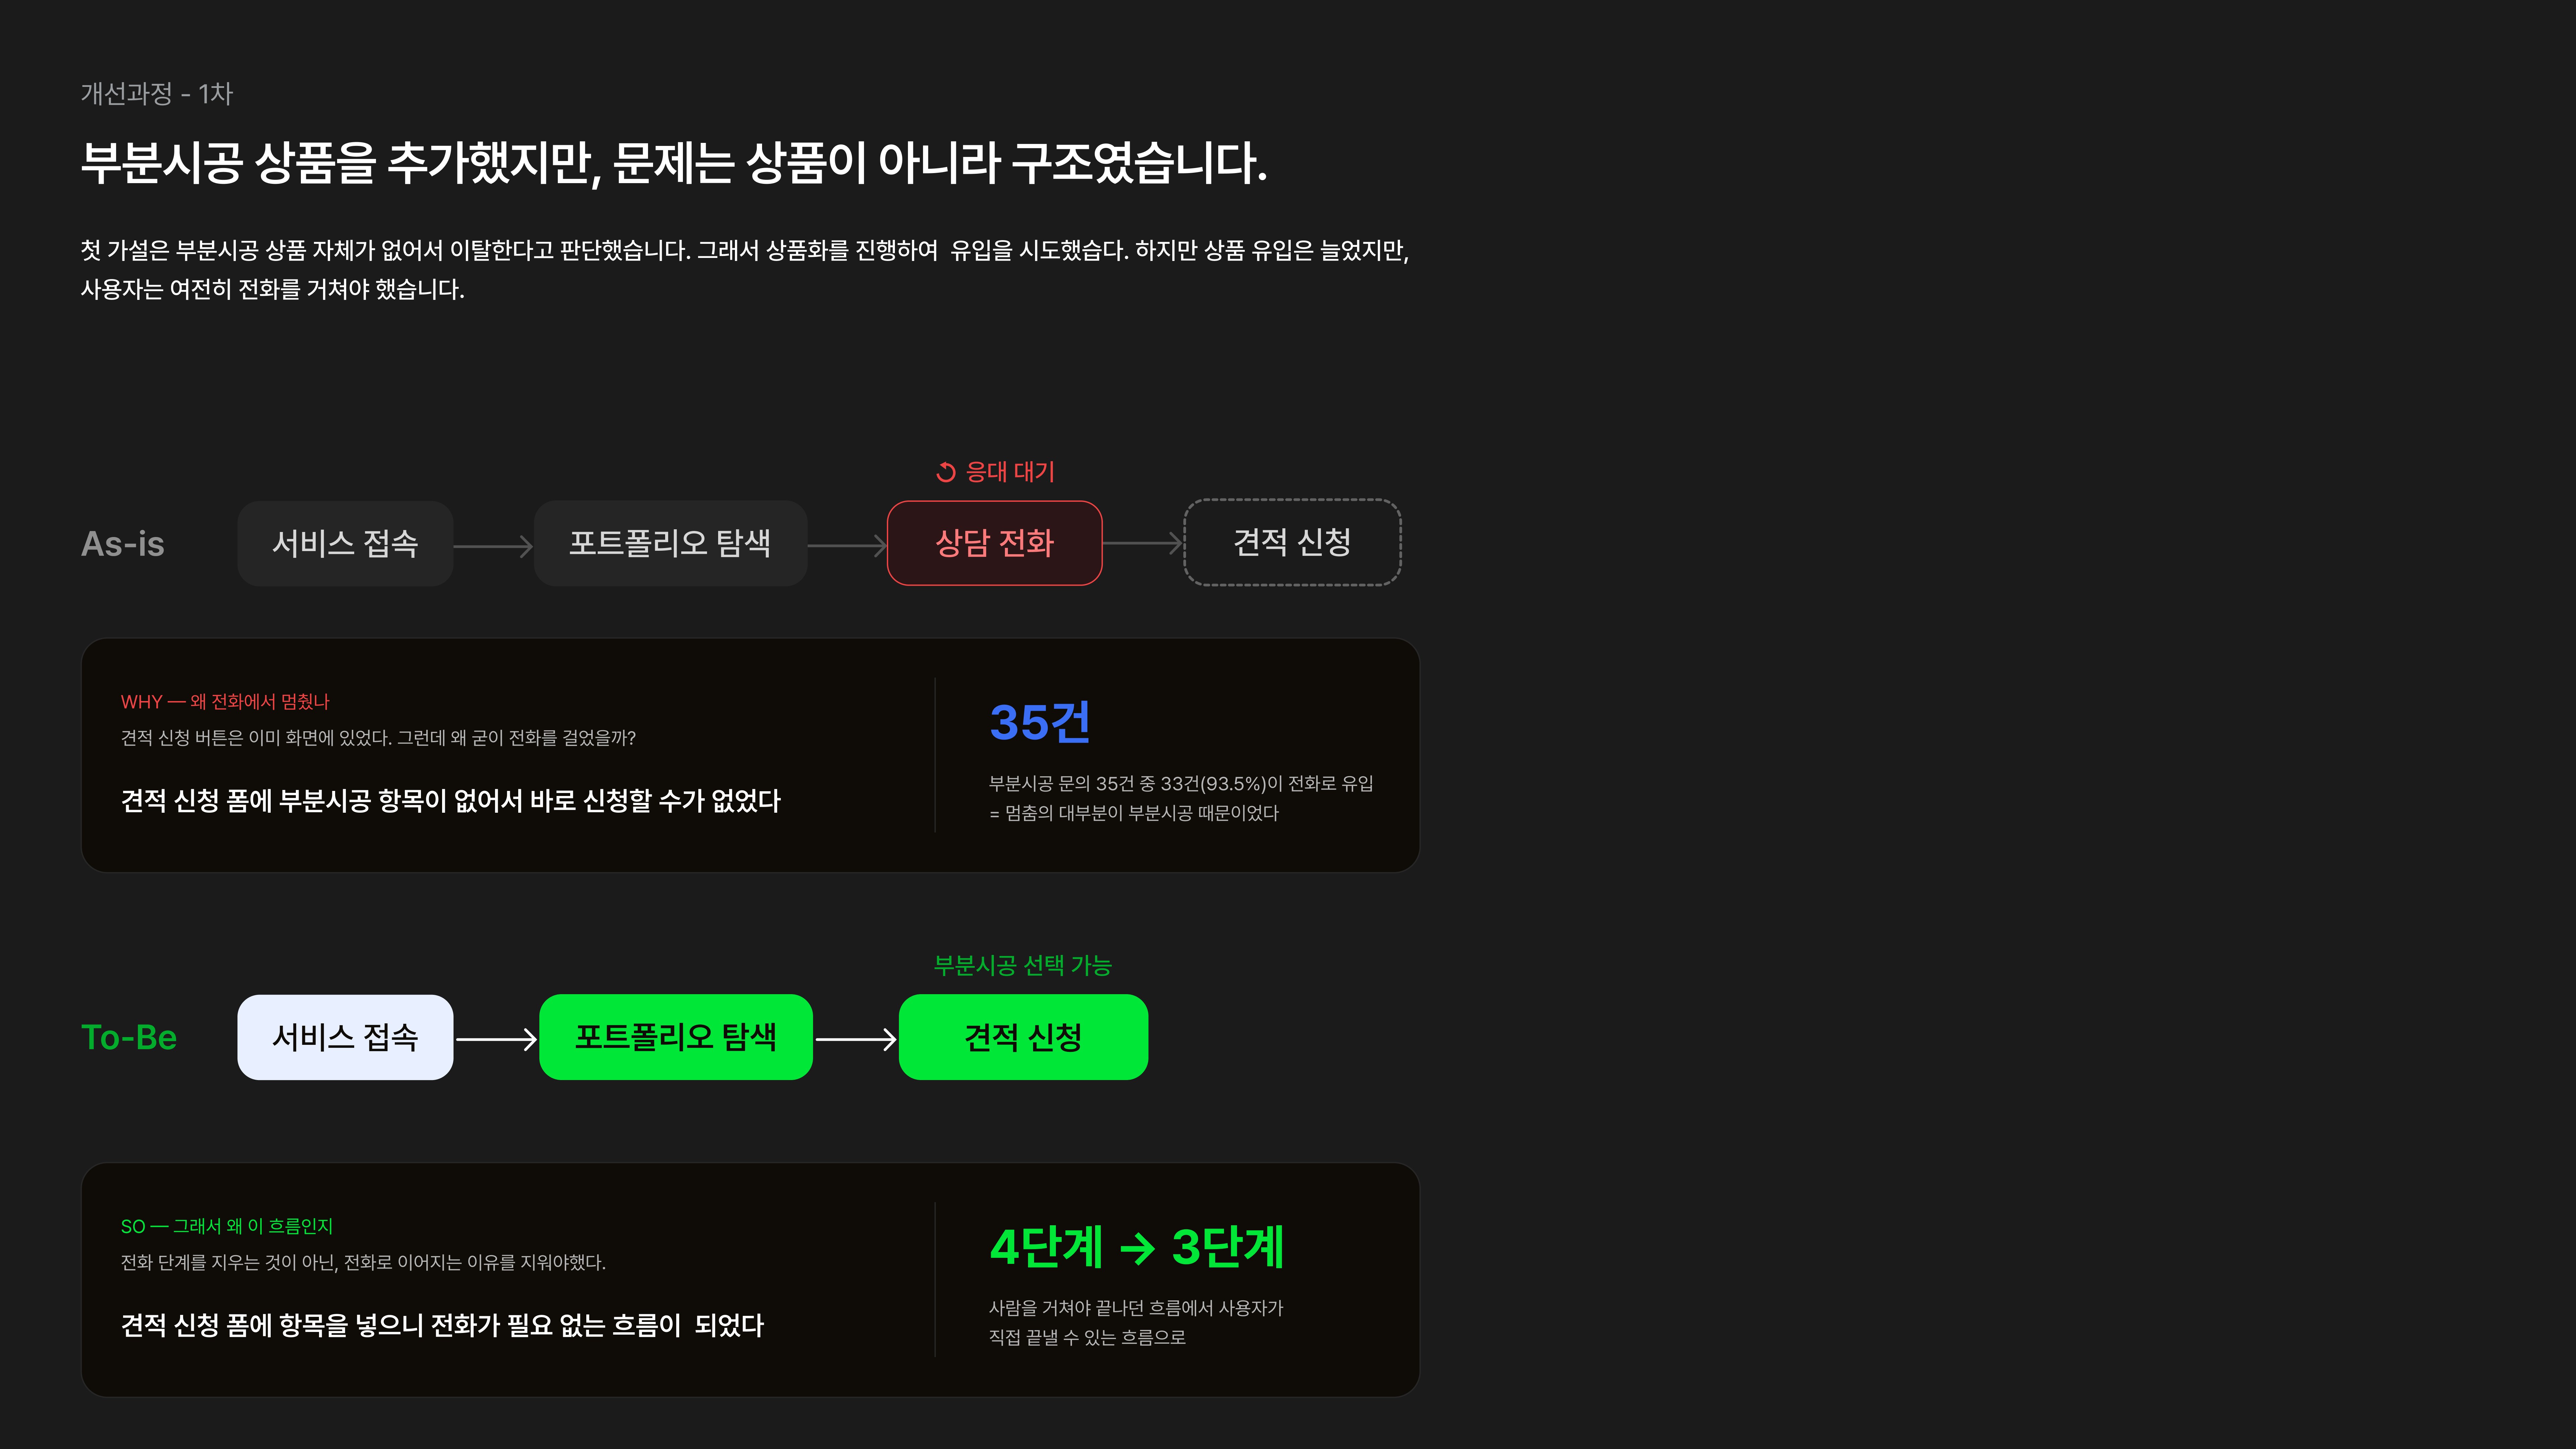 개선과정 - 1차
부분시공 상품을 추가했지만, 문제는 상품이 아니라 구조였습니다.
첫 가설은 부분시공 상품 자체가 없어서 이탈한다고 판단했습니다. 그래서 상품화를 진행하여  유입을 시도했습다. 하지만 상품 유입은 늘었지만,
사용자는 여전히 전화를 거쳐야 했습니다.
응대 대기
As-is 서비스 접속 포트폴리오 탐색 상담 전화 견적 신청
WHY — 왜 전화에서 멈췄나
견적 신청 버튼은 이미 화면에 있었다. 그런데 왜 굳이 전화를 걸었을까?
견적 신청 폼에 부분시공 항목이 없어서 바로 신청할 수가 없었다
35건
부분시공 문의 35건 중 33건(93.5%)이 전화로 유입
= 멈춤의 대부분이 부분시공 때문이었다
부분시공 선택 가능
To-Be 서비스 접속 포트폴리오 탐색 견적 신청
SO — 그래서 왜 이 흐름인지
전화 단계를 지우는 것이 아닌, 전화로 이어지는 이유를 지워야했다.
견적 신청 폼에 항목을 넣으니 전화가 필요 없는 흐름이  되었다
4단계 → 3단계
사람을 거쳐야 끝나던 흐름에서 사용자가
직접 끝낼 수 있는 흐름으로